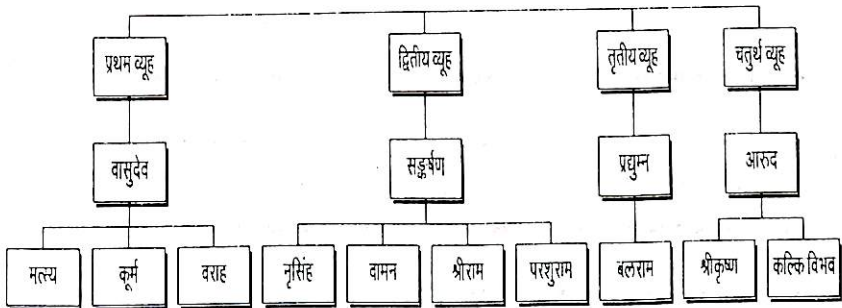 प्रथम व्यूह द्वितीय व्यूह तृतीय व्यूह चतुर्थ व्यूह
वासुदेव सङ्कर्षण प्रद्युम्न आरुद
मत्स्य कूर्म वराह नृसिंह वामन श्रीराम परशुराम बलराम श्रीकृष्ण कल्कि विभव